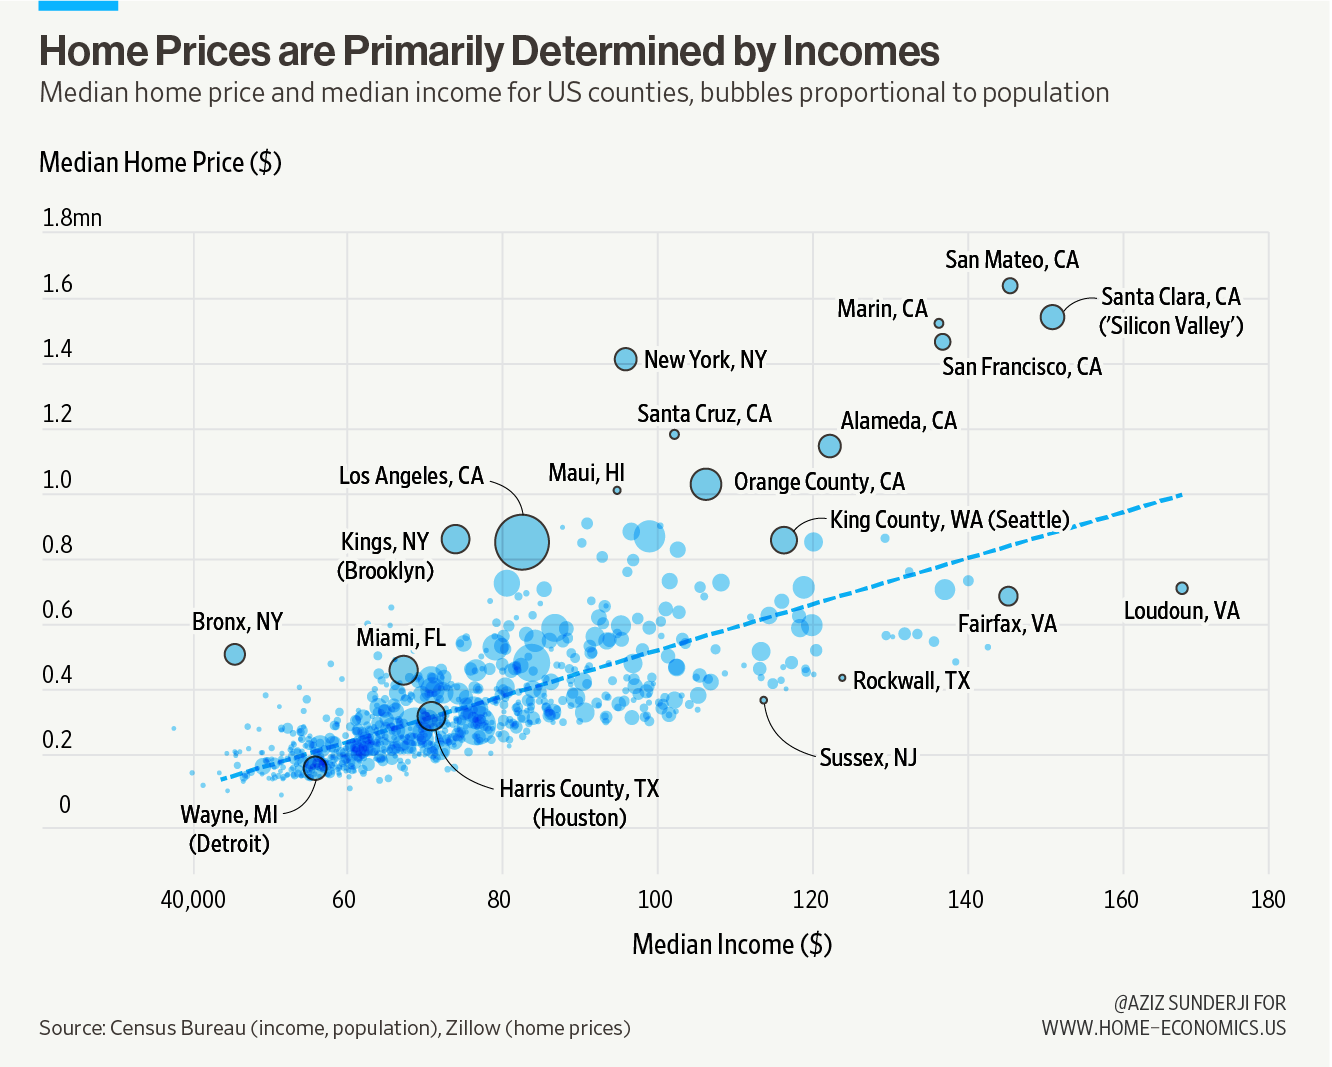 Home Prices are Primarily Determined by Incomes
Median home price and median income for US counties, bubbles proportional to population
Median Home Price ($)
1.8mn
1.6
1.4
1.2
1.0
0.8
0.6
0.4
0.2
0
San Mateo, CA
Santa Clara, CA
('Silicon Valley')
Marin, CA
San Francisco, CA
New York, NY
Santa Cruz, CA
Alameda, CA
Los Angeles, CA
Maui, HI
Orange County, CA
King County, WA (Seattle)
Kings, NY
(Brooklyn)
Bronx, NY
Miami, FL
Fairfax, VA
Loudoun, VA
Rockwall, TX
Sussex, NJ
Harris County, TX
(Houston)
Wayne, MI
(Detroit)
40,000
60
80
100
120
140
160
180
Median Income ($)
@AZIZ SUNDERJI FOR
WWW.HOME-ECONOMICS.US
Source: Census Bureau (income, population), Zillow (home prices)